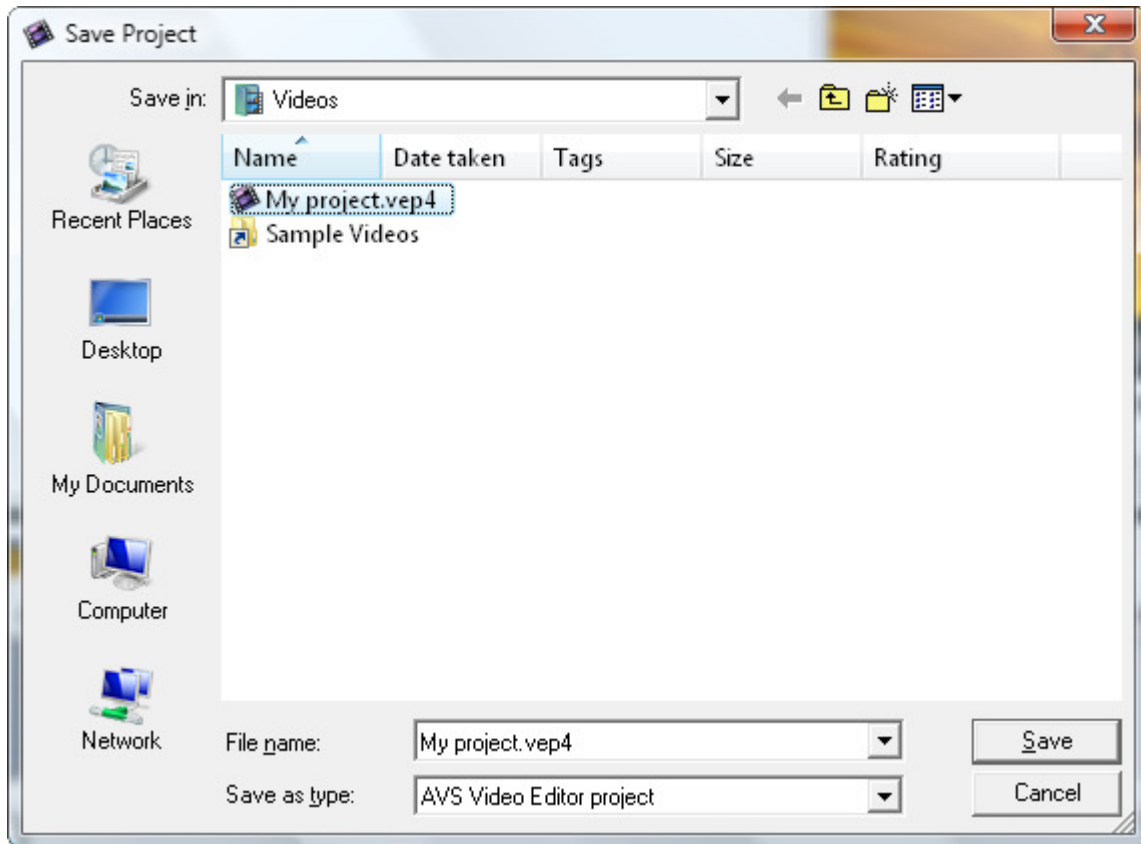 Save Project
Save in: Videos
Name Date taken Tags Size Rating
My project.vep4
Sample Videos
Recent Places
Desktop
My Documents
Computer
Network
File name: My project.vep4 Save
Save as type: AVS Video Editor project Cancel